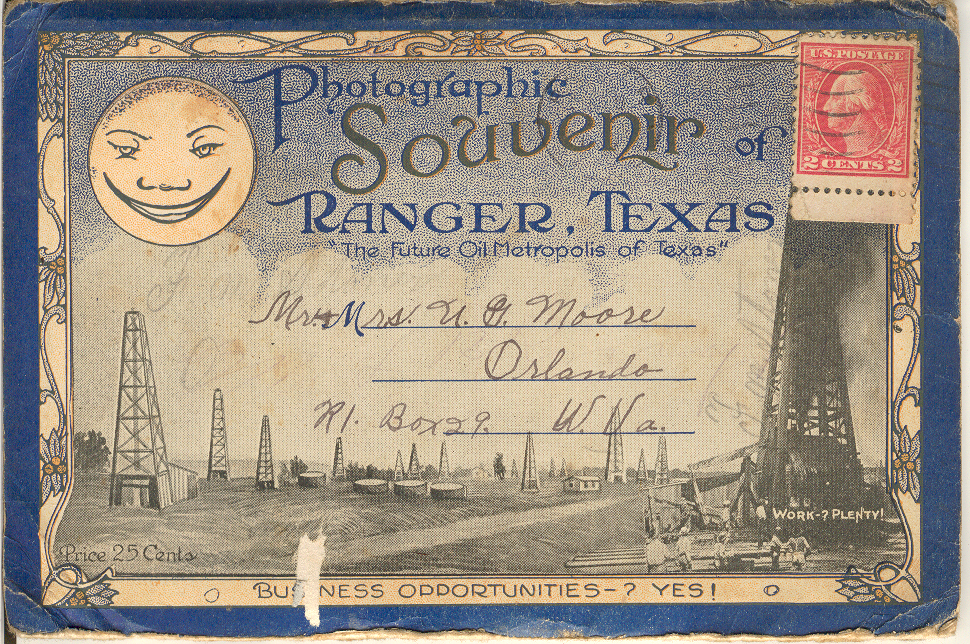 U.S. POSTAGE
2 CENTS 2
Photographic
Souvenir of
RANGER, TEXAS
"The Future Oil Metropolis of Texas"
Mr. Mrs. U. G. Moore
Orlando
R1. Box 29. W. Va.
WORK-? PLENTY!
Price 25 Cents
BUSINESS OPPORTUNITIES-? YES!